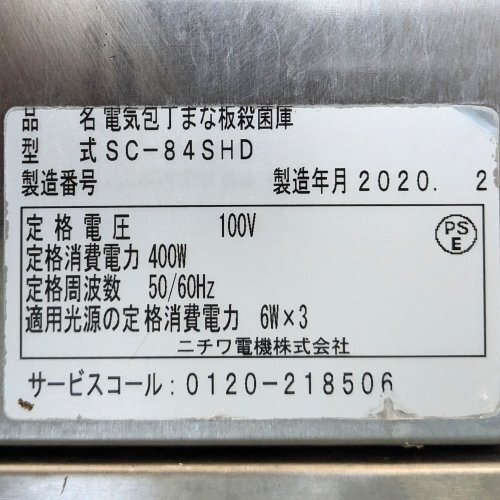 品 名 電気包丁まな板殺菌庫
型 式 SC-84SHD
製造番号 製造年月 2020. 2
定格電圧 100V
定格消費電力 400W
定格周波数 50/60Hz
適用光源の定格消費電力 6W×3
PS
E
ニチワ電機株式会社
サービスコール:0120-218506